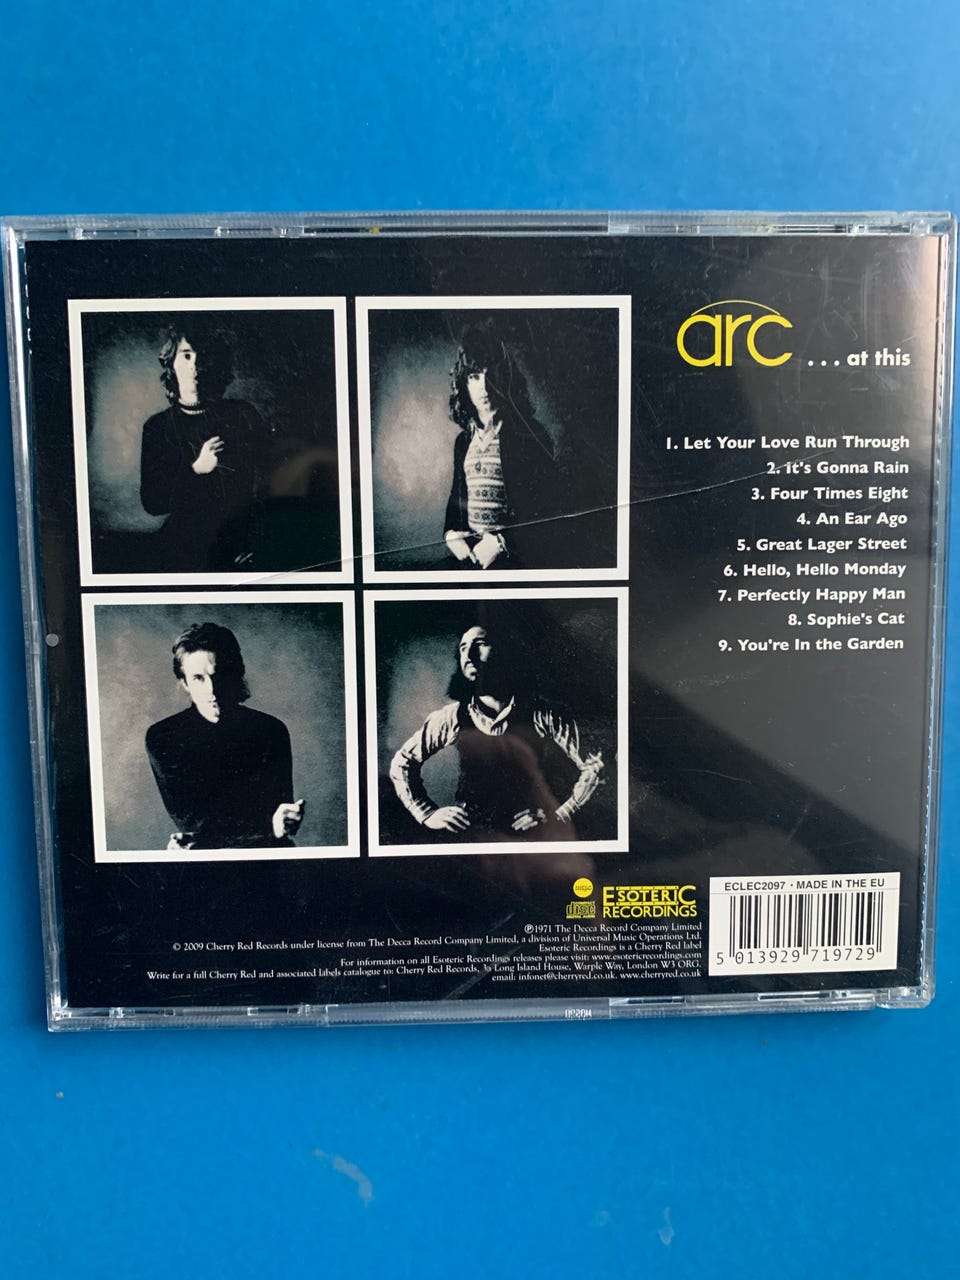 arc ... at this
1. Let Your Love Run Through
2. It's Gonna Rain
3. Four Times Eight
4. An Ear Ago
5. Great Lager Street
6. Hello, Hello Monday
7. Perfectly Happy Man
8. Sophie's Cat
9. You're In the Garden
COMPACT disc DIGITAL AUDIO
ESOTERIC RECORDINGS
℗1971 The Decca Record Company Limited
© 2009 Cherry Red Records under license from The Decca Record Company Limited, a division of Universal Music Operations Ltd.
Esoteric Recordings is a Cherry Red label
For information on all Esoteric Recordings releases please visit: www.esotericrecordings.com
Write for a full Cherry Red and associated labels catalogue to: Cherry Red Records, 3a Long Island House, Warple Way, London W3 ORG.
email: infonet@cherryred.co.uk. www.cherryred.co.uk
ECLEC2097 · MADE IN THE EU
5 013929 719729